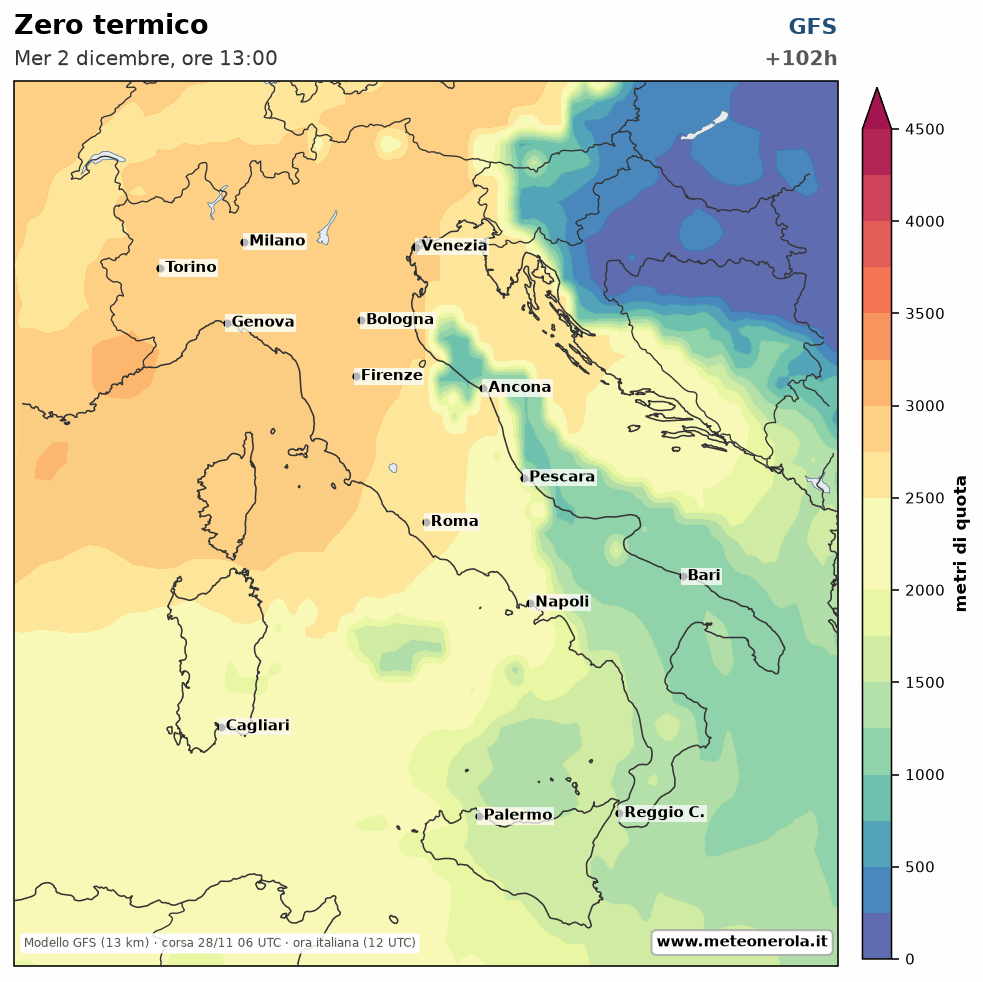 Zero termico
GFS
Mer 2 dicembre, ore 13:00
+102h
4500
4000
3500
3000
2500
2000
1500
1000
500
0
metri di quota
Milano
Venezia
Torino
Genova
Bologna
Firenze
Ancona
Pescara
Roma
Bari
Napoli
Cagliari
Palermo
Reggio C.
Modello GFS (13 km) · corsa 28/11 06 UTC · ora italiana (12 UTC)
www.meteonerola.it